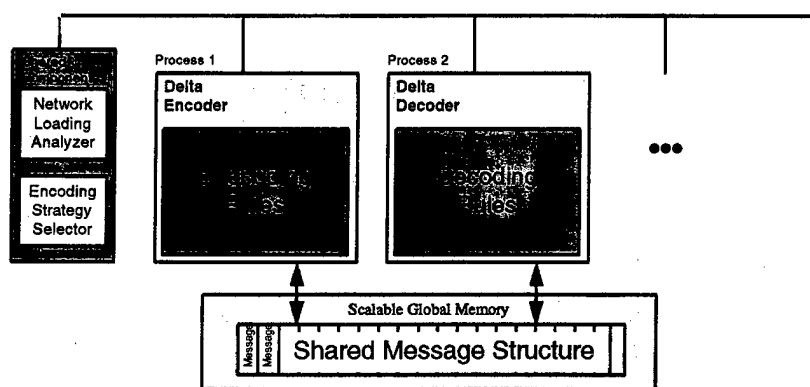 Process 1
Process 2
Delta
Encoder
Delta
Decoder
Network
Loading
Analyzer
Encoding
Strategy
Selector
Rules
Decoding
Rules
Scalable Global Memory
Message
Message
Shared Message Structure